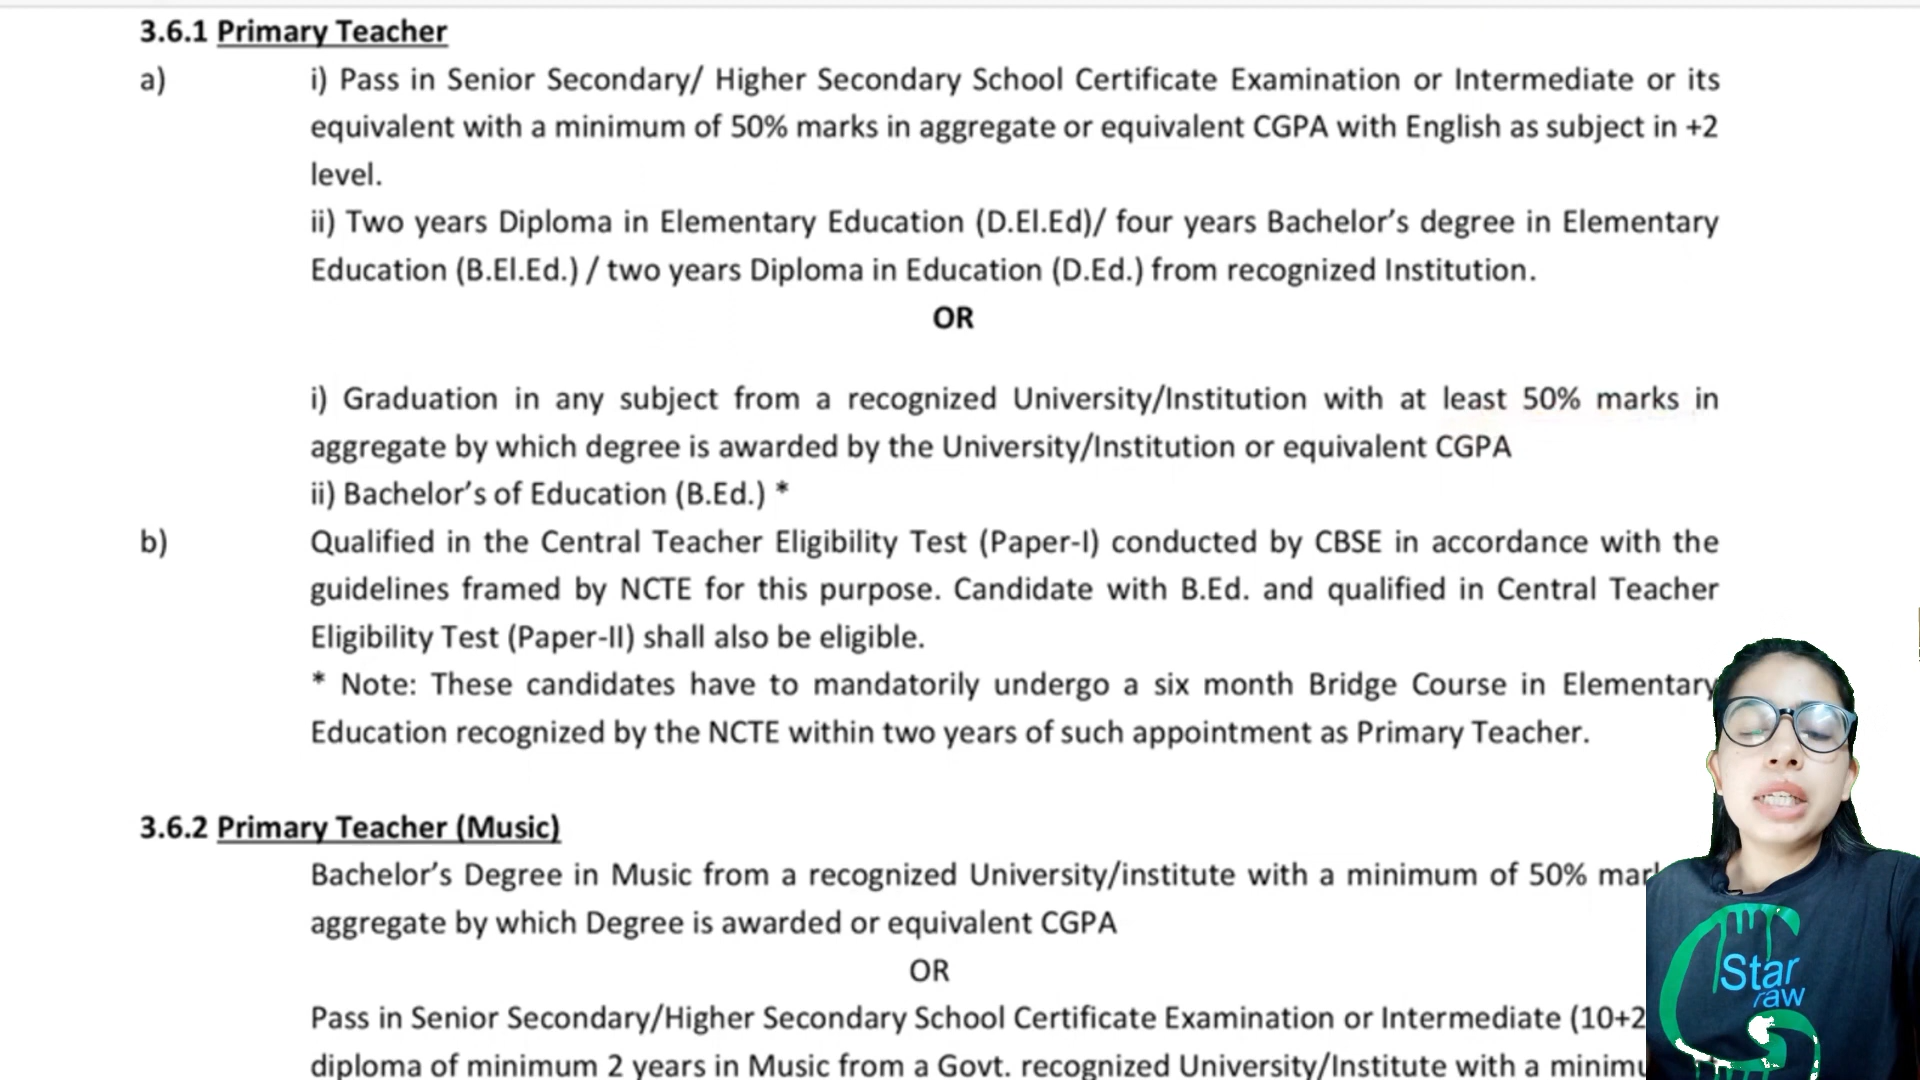 3.6.1 Primary Teacher
a) i) Pass in Senior Secondary/ Higher Secondary School Certificate Examination or Intermediate or its
equivalent with a minimum of 50% marks in aggregate or equivalent CGPA with English as subject in +2
level.
ii) Two years Diploma in Elementary Education (D.El.Ed)/ four years Bachelor’s degree in Elementary
Education (B.El.Ed.) / two years Diploma in Education (D.Ed.) from recognized Institution.
OR
i) Graduation in any subject from a recognized University/Institution with at least 50% marks in
aggregate by which degree is awarded by the University/Institution or equivalent CGPA
ii) Bachelor’s of Education (B.Ed.) *
b) Qualified in the Central Teacher Eligibility Test (Paper-I) conducted by CBSE in accordance with the
guidelines framed by NCTE for this purpose. Candidate with B.Ed. and qualified in Central Teacher
Eligibility Test (Paper-II) shall also be eligible.
* Note: These candidates have to mandatorily undergo a six month Bridge Course in Elementary
Education recognized by the NCTE within two years of such appointment as Primary Teacher.
3.6.2 Primary Teacher (Music)
Bachelor’s Degree in Music from a recognized University/institute with a minimum of 50%
aggregate by which Degree is awarded or equivalent CGPA
OR
Pass in Senior Secondary/Higher Secondary School Certificate Examination or Intermediate (10+2
diploma of minimum 2 years in Music from a Govt. recognized University/Institute with a
Star
raw